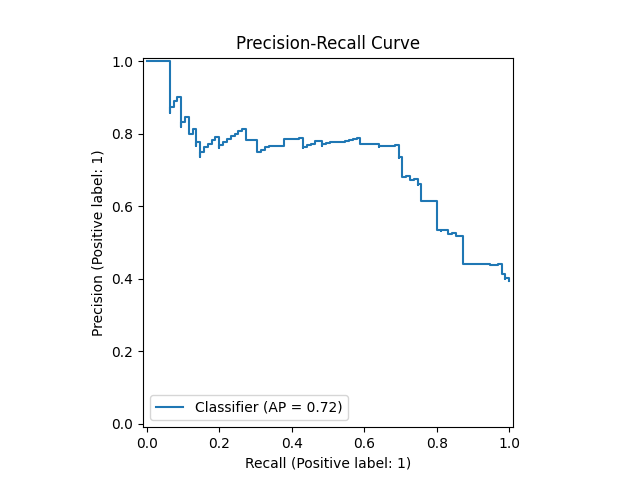 Precision-Recall Curve
1.0
0.8
0.6
0.4
0.2
0.0
Precision (Positive label: 1)
Classifier (AP = 0.72)
0.0 0.2 0.4 0.6 0.8 1.0
Recall (Positive label: 1)